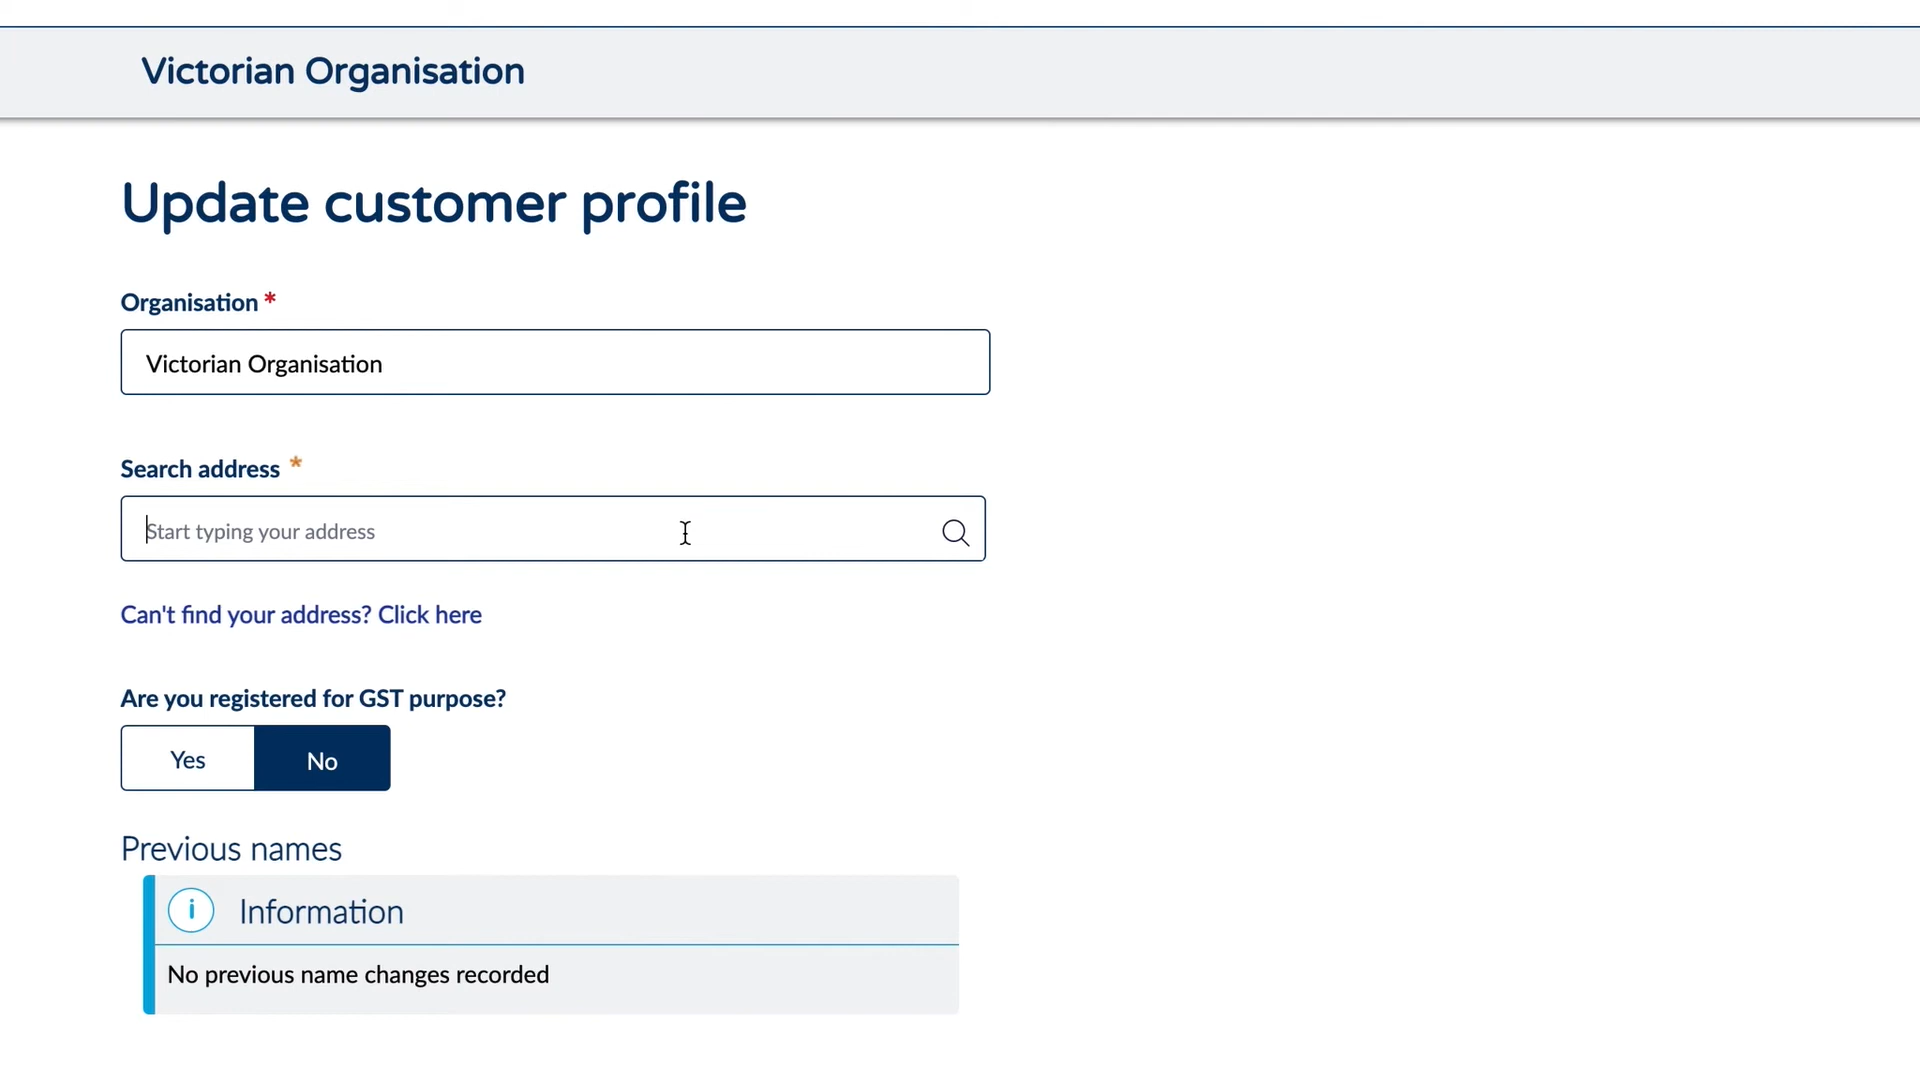 Victorian Organisation
Update customer profile
Organisation *
Victorian Organisation
Search address *
Start typing your address
Can't find your address? Click here
Are you registered for GST purpose?
Yes No
Previous names
i Information
No previous name changes recorded